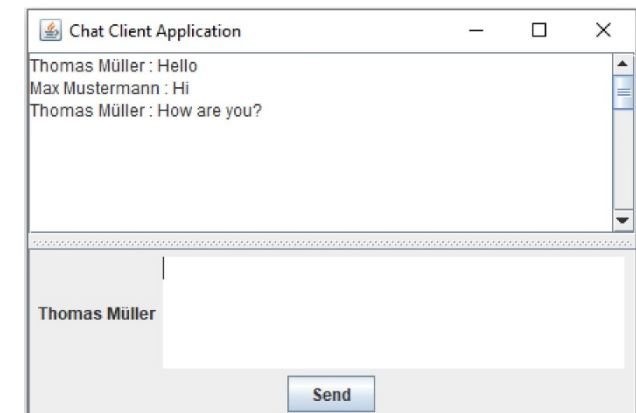 Chat Client Application
Thomas Müller : Hello
Max Mustermann : Hi
Thomas Müller : How are you?
Thomas Müller
Send